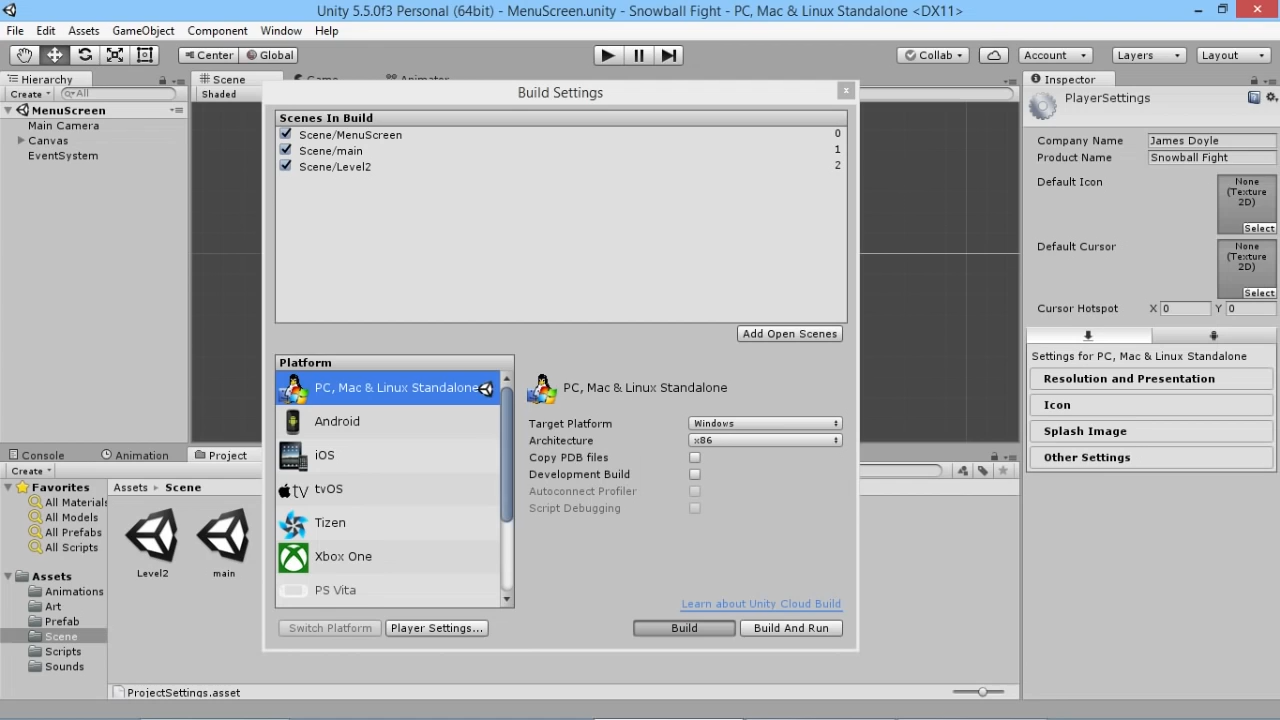 Unity 5.5.0f3 Personal (64bit) - MenuScreen.unity - Snowball Fight - PC, Mac & Linux Standalone <DX11>
File Edit Assets GameObject Component Window Help
Center Global Collab Account Layers Layout
Hierarchy Scene Game Animator Inspector
Create All Shaded
MenuScreen
Main Camera
Canvas
EventSystem
Build Settings
Scenes In Build
Scene/MenuScreen 0
Scene/main 1
Scene/Level2 2
Add Open Scenes
Platform
PC, Mac & Linux Standalone
Android
iOS
tvOS
Tizen
Xbox One
PS Vita
PC, Mac & Linux Standalone
Target Platform Windows
Architecture x86
Copy PDB files
Development Build
Autoconnect Profiler
Script Debugging
Learn about Unity Cloud Build
Switch Platform Player Settings... Build Build And Run
PlayerSettings
Company Name James Doyle
Product Name Snowball Fight
Default Icon None (Texture 2D) Select
Default Cursor None (Texture 2D) Select
Cursor Hotspot X 0 Y 0
Settings for PC, Mac & Linux Standalone
Resolution and Presentation
Icon
Splash Image
Other Settings
Console Animation Project
Create
Favorites
All Materials
All Models
All Prefabs
All Scripts
Assets
Animations
Art
Prefab
Scene
Scripts
Sounds
Assets Scene
Level2 main
ProjectSettings.asset